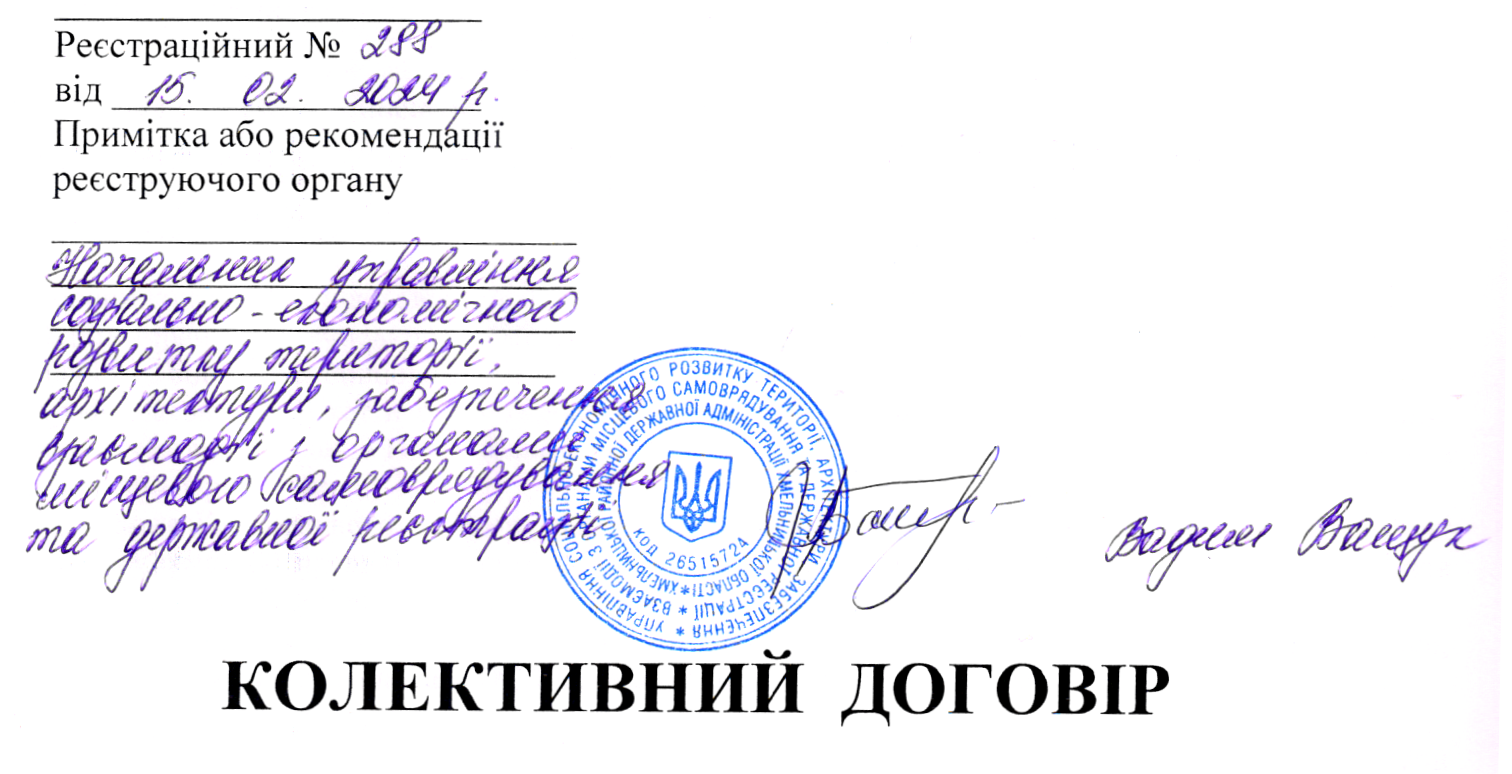 Реєстраційний № 288
від 15. 02. 2024 р.
Примітка або рекомендації
реєструючого органу
Начальник управління
соціально-економічного
розвитку території,
архітектури, забезпечення
взаємодії з органами
місцевого самоврядування
та державної реєстрації
Вадим Ващук
УПРАВЛІННЯ СОЦІАЛЬНО-ЕКОНОМІЧНОГО РОЗВИТКУ ТЕРИТОРІЇ, АРХІТЕКТУРИ, ЗАБЕЗПЕЧЕННЯ *
ВЗАЄМОДІЇ З ОРГАНАМИ МІСЦЕВОГО САМОВРЯДУВАННЯ ТА ДЕРЖАВНОЇ РЕЄСТРАЦІЇ *
ХМЕЛЬНИЦЬКОЇ РАЙОННОЇ ДЕРЖАВНОЇ АДМІНІСТРАЦІЇ ХМЕЛЬНИЦЬКОЇ ОБЛАСТІ *
КОД 26515724
КОЛЕКТИВНИЙ ДОГОВІР